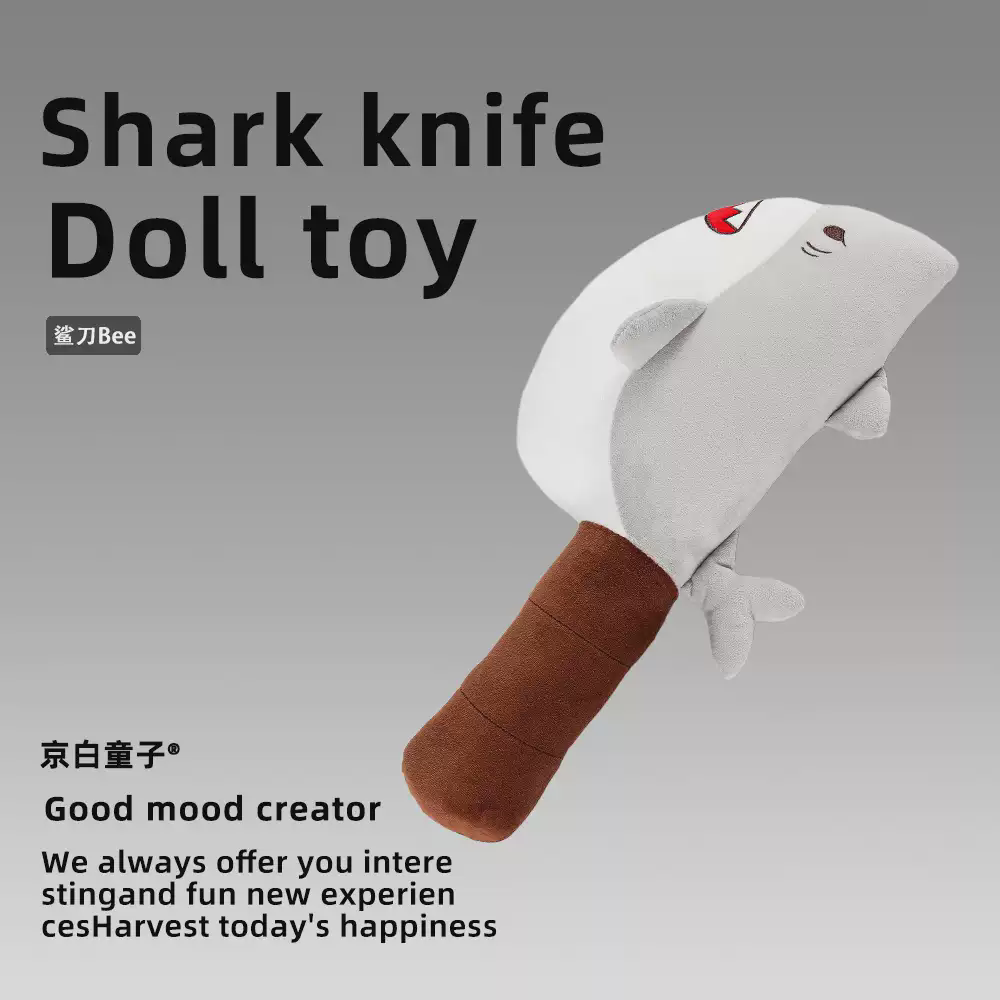 Shark knife
Doll toy
鲨刀Bee
京白童子®
Good mood creator
We always offer you intere
stingand fun new experien
cesHarvest today's happiness